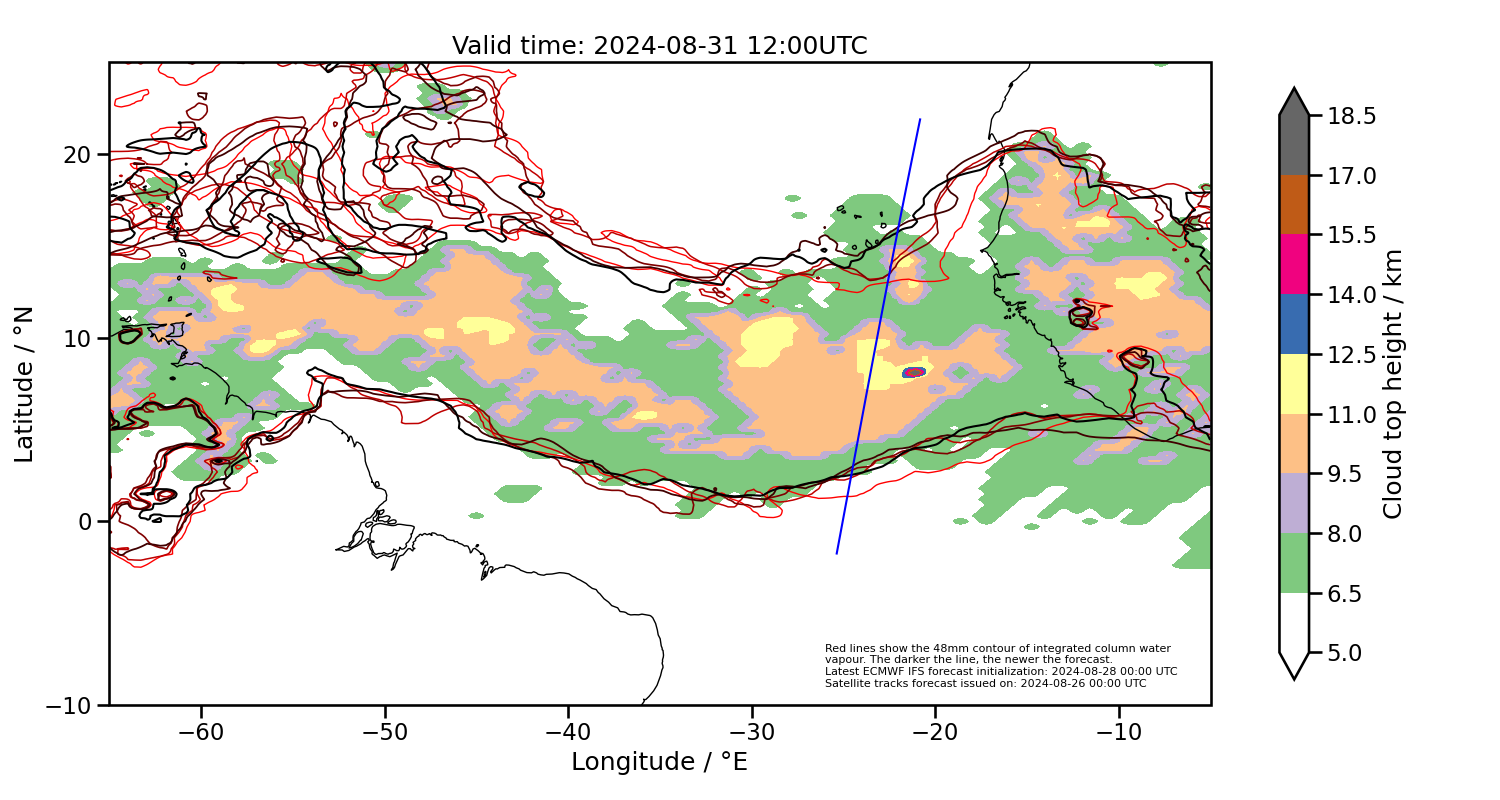 Valid time: 2024-08-31 12:00UTC
20
10
0
−10
Latitude / °N
−60
−50
−40
−30
−20
−10
Longitude / °E
18.5
17.0
15.5
14.0
12.5
11.0
9.5
8.0
6.5
5.0
Cloud top height / km
Red lines show the 48mm contour of integrated column water
vapour. The darker the line, the newer the forecast.
Latest ECMWF IFS forecast initialization: 2024-08-28 00:00 UTC
Satellite tracks forecast issued on: 2024-08-26 00:00 UTC